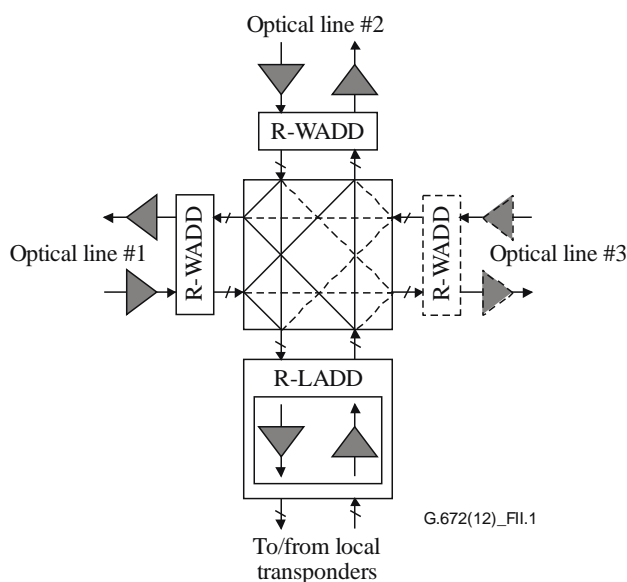 Optical line #2
R-WADD
R-WADD
Optical line #1
R-WADD
Optical line #3
R-LADD
G.672(12)_FII.1
To/from local
transponders